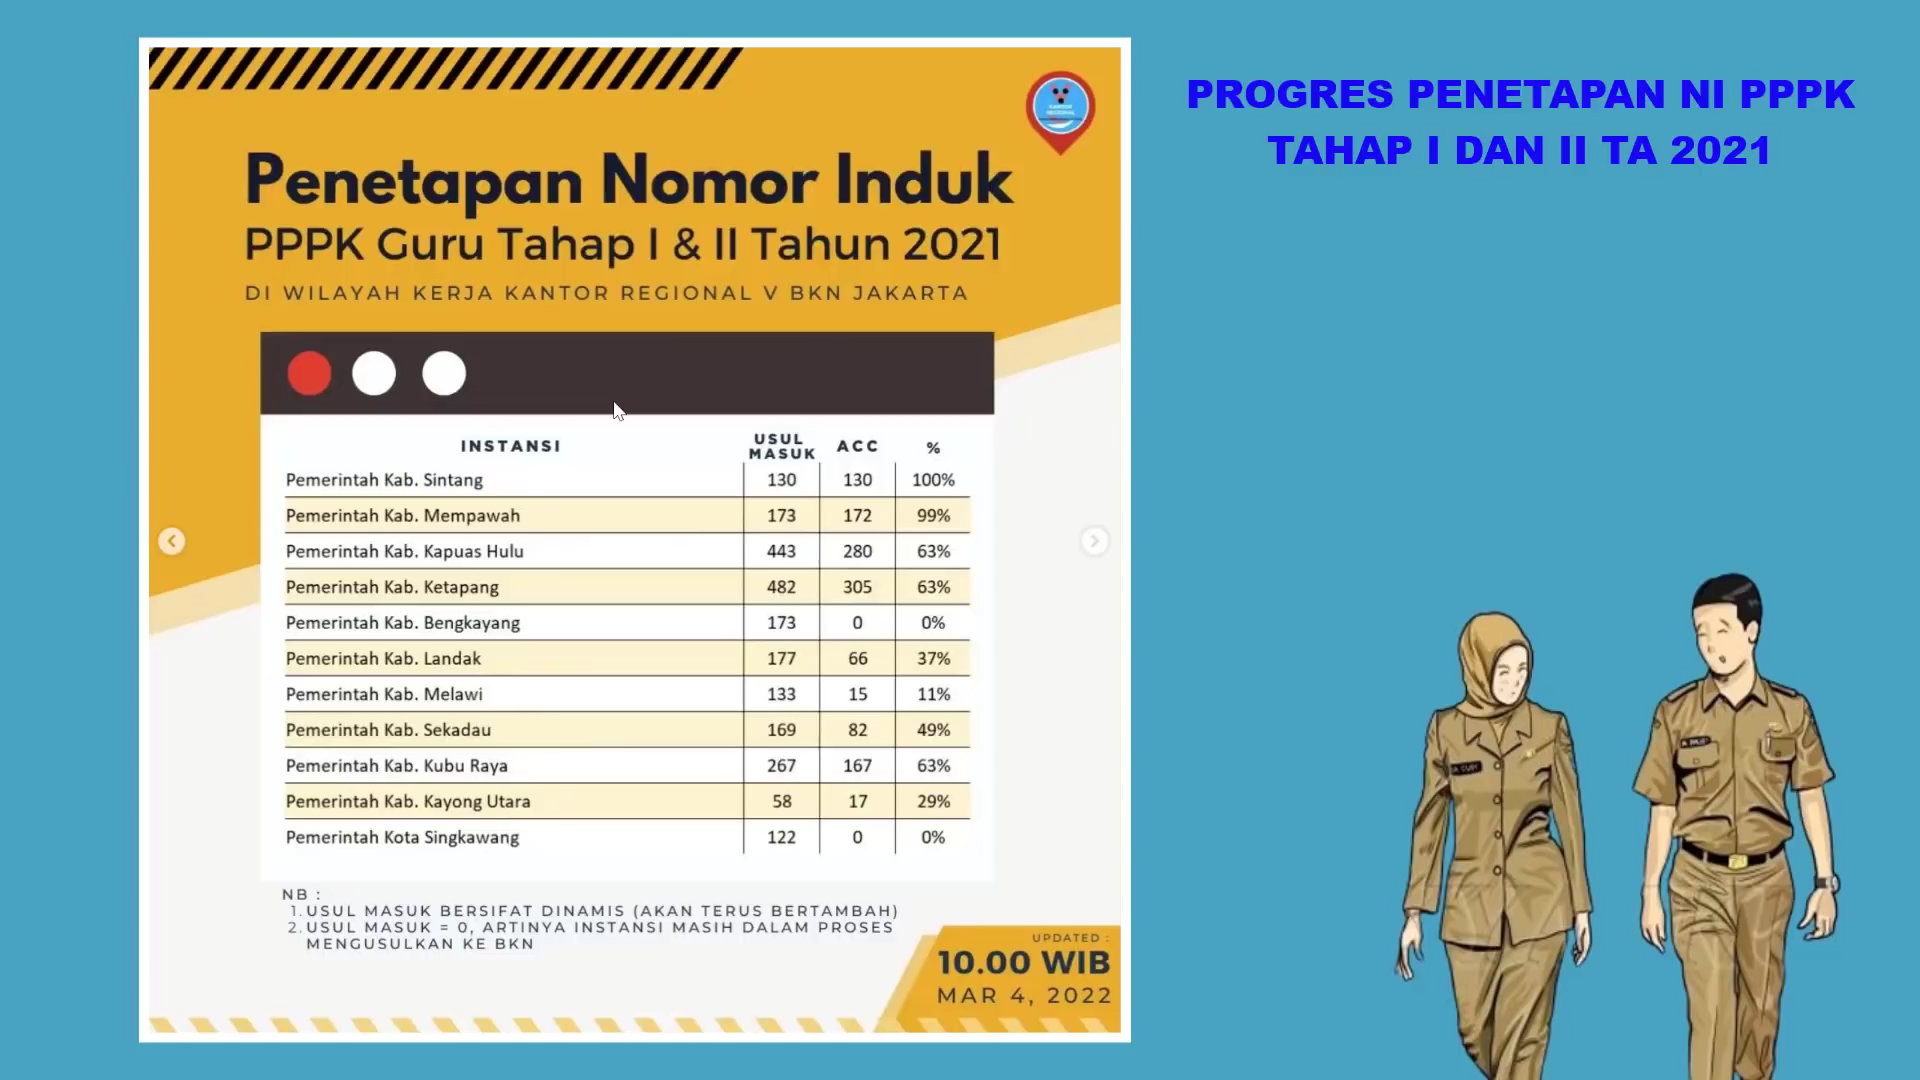 PROGRES PENETAPAN NI PPPK
TAHAP I DAN II TA 2021
KANTOR
REGIONAL
Penetapan Nomor Induk
PPPK Guru Tahap I & II Tahun 2021
DI WILAYAH KERJA KANTOR REGIONAL V BKN JAKARTA
INSTANSI USUL MASUK ACC %
Pemerintah Kab. Sintang 130 130 100%
Pemerintah Kab. Mempawah 173 172 99%
Pemerintah Kab. Kapuas Hulu 443 280 63%
Pemerintah Kab. Ketapang 482 305 63%
Pemerintah Kab. Bengkayang 173 0 0%
Pemerintah Kab. Landak 177 66 37%
Pemerintah Kab. Melawi 133 15 11%
Pemerintah Kab. Sekadau 169 82 49%
Pemerintah Kab. Kubu Raya 267 167 63%
Pemerintah Kab. Kayong Utara 58 17 29%
Pemerintah Kota Singkawang 122 0 0%
NB :
1. USUL MASUK BERSIFAT DINAMIS (AKAN TERUS BERTAMBAH)
2. USUL MASUK = 0, ARTINYA INSTANSI MASIH DALAM PROSES
MENGUSULKAN KE BKN
UPDATED :
10.00 WIB
MAR 4, 2022